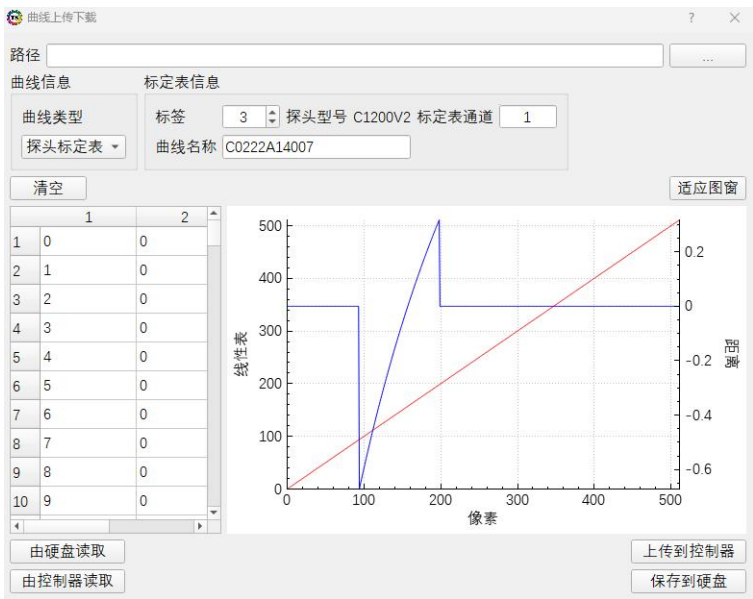 曲线上传下载 ? ×
路径 ...
曲线信息 标定表信息
曲线类型 标签 3 探头型号 C1200V2 标定表通道 1
探头标定表 曲线名称 C0222A14007
清空 适应图窗
1 2
1 0 0
2 1 0
3 2 0
4 3 0
5 4 0
6 5 0
7 6 0
8 7 0
9 8 0
10 9 0
500
400
300
200
100
0
线性表
0 100 200 300 400 500
像素
0.2
0
-0.2
-0.4
-0.6
距离
由硬盘读取 上传到控制器
由控制器读取 保存到硬盘